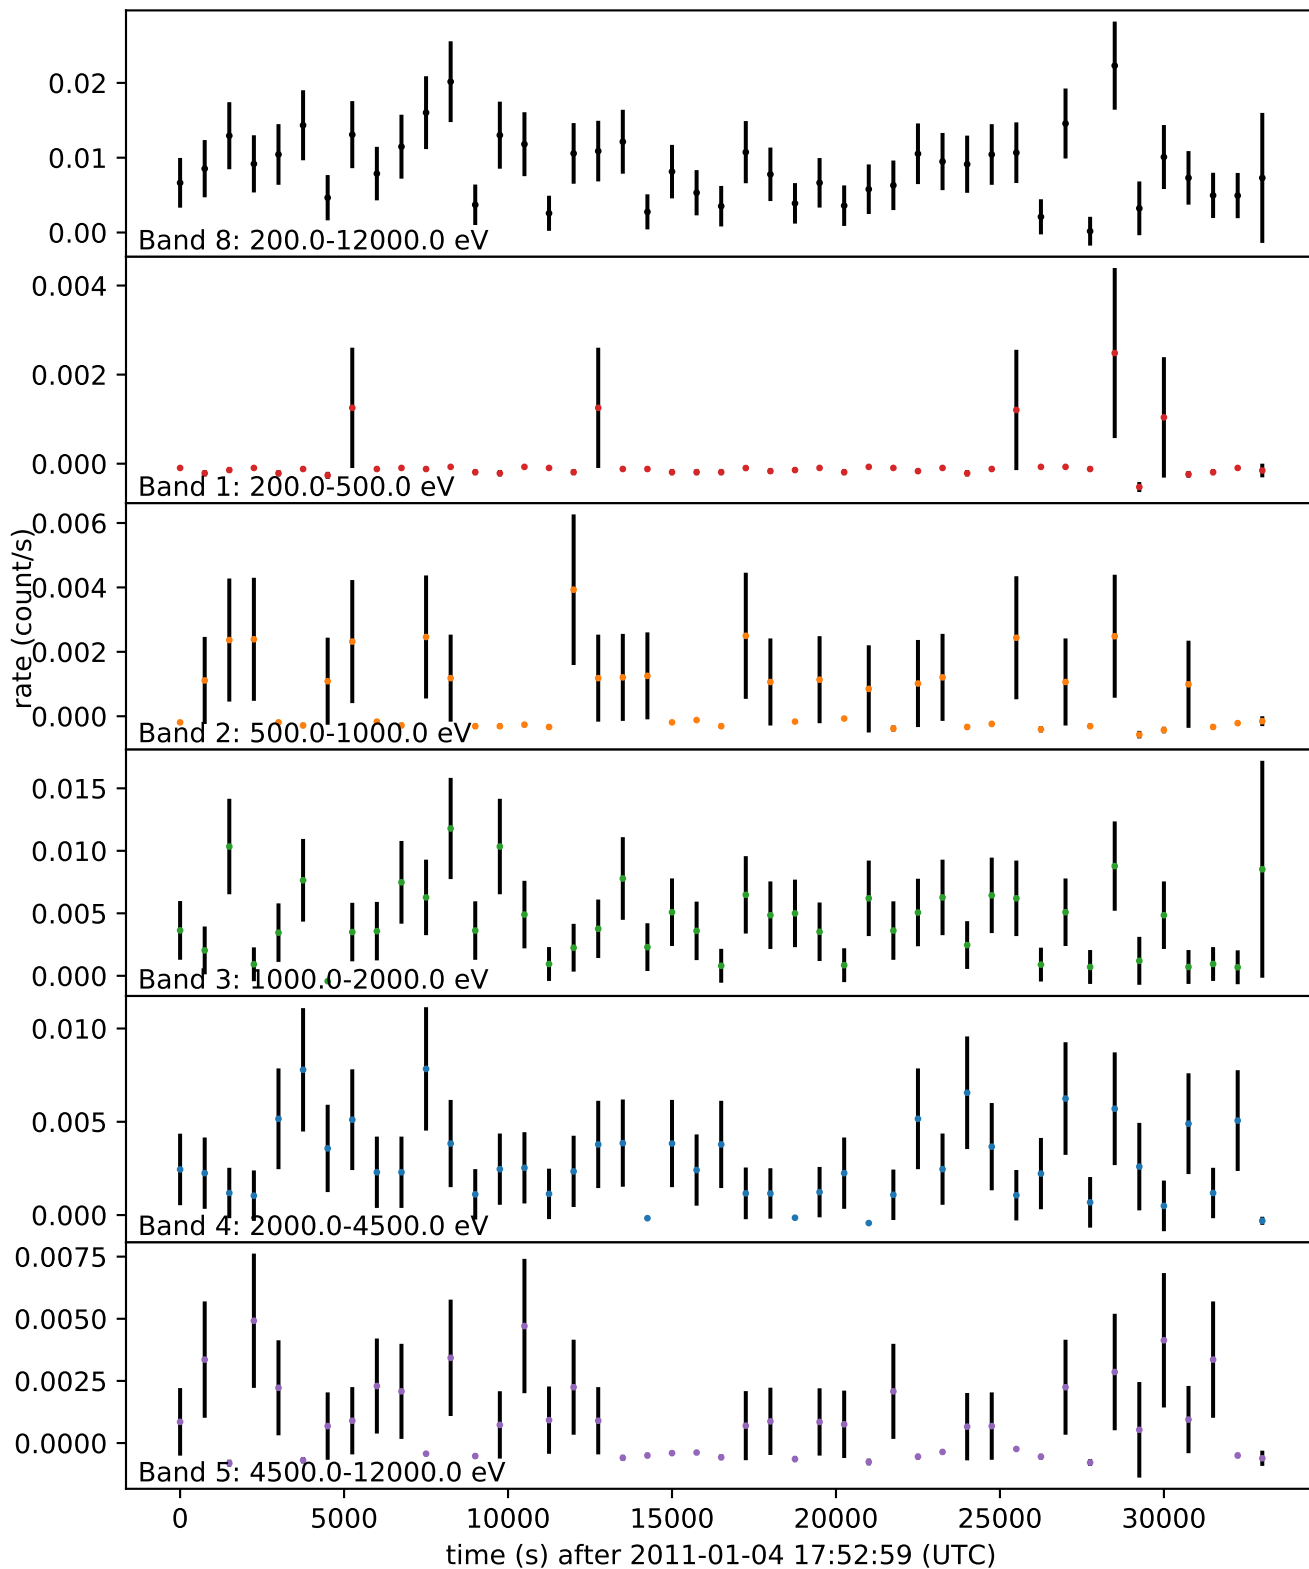 0.02
0.01
0.00
Band 8: 200.0-12000.0 eV
0.004
0.002
0.000
Band 1: 200.0-500.0 eV
rate (count/s)
0.006
0.004
0.002
0.000
Band 2: 500.0-1000.0 eV
0.015
0.010
0.005
0.000
Band 3: 1000.0-2000.0 eV
0.010
0.005
0.000
Band 4: 2000.0-4500.0 eV
0.0075
0.0050
0.0025
0.0000
Band 5: 4500.0-12000.0 eV
0 5000 10000 15000 20000 25000 30000
time (s) after 2011-01-04 17:52:59 (UTC)